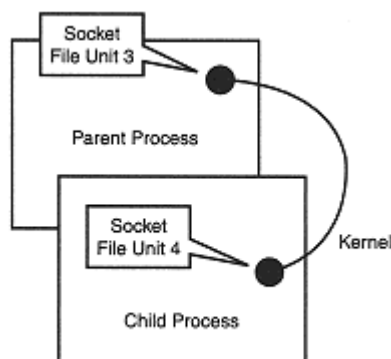 Socket
File Unit 3
Parent Process
Socket
File Unit 4
Kernel
Child Process